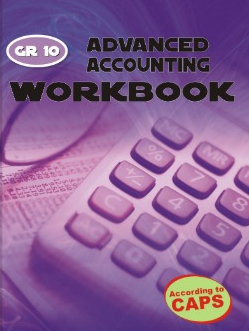 GR 10
ADVANCED
ACCOUNTING
WORKBOOK
According to
CAPS